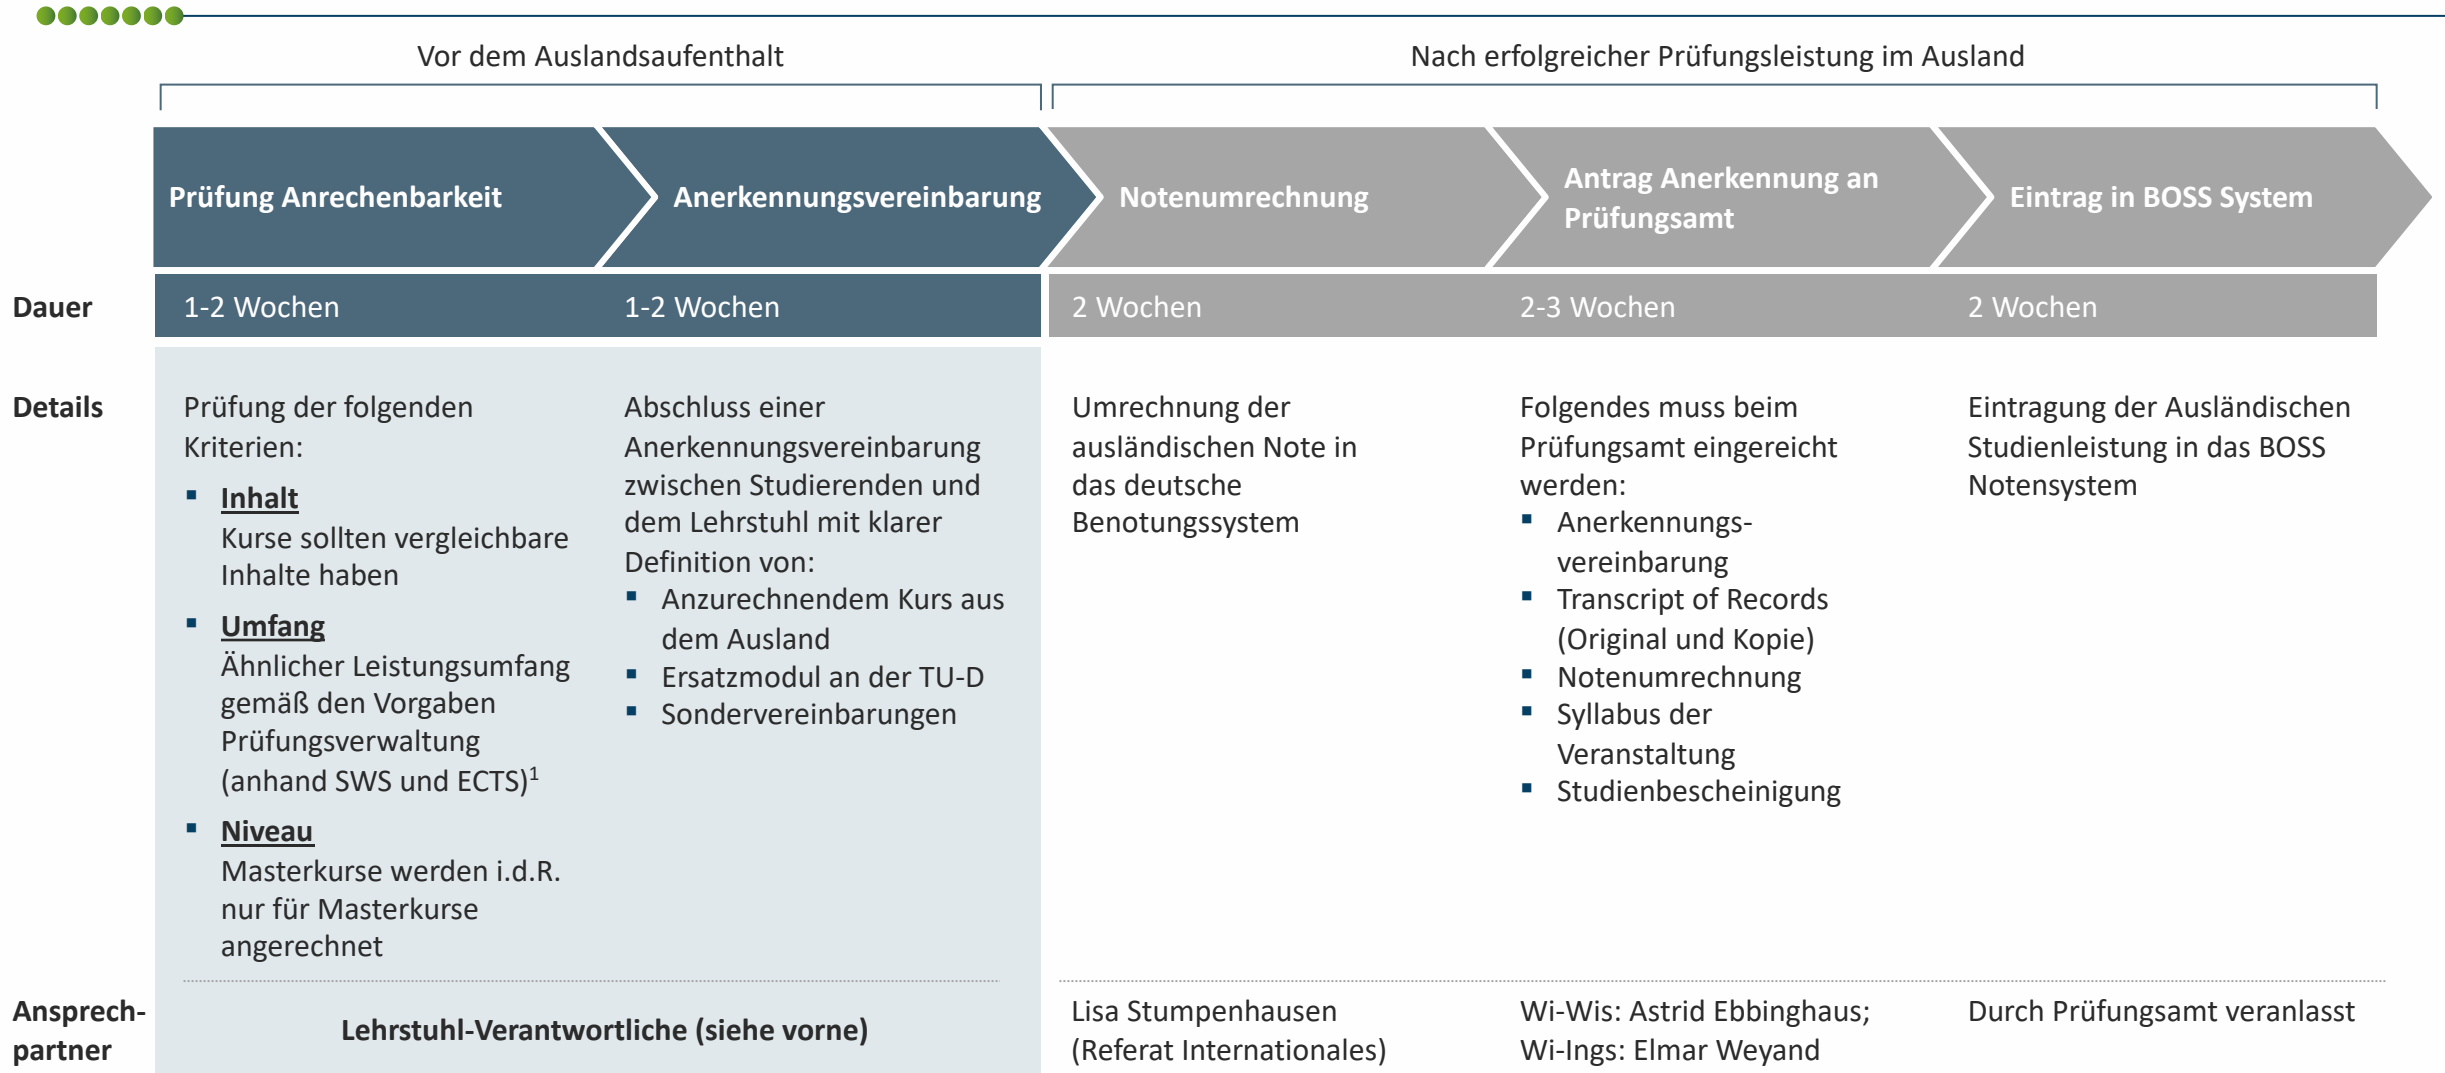 Vor dem Auslandsaufenthalt
Nach erfolgreicher Prüfungsleistung im Ausland
Prüfung Anrechenbarkeit
Anerkennungsvereinbarung
Notenumrechnung
Antrag Anerkennung an
Prüfungsamt
Eintrag in BOSS System
Dauer
1-2 Wochen
1-2 Wochen
2 Wochen
2-3 Wochen
2 Wochen
Details
Prüfung der folgenden
Kriterien:
▪ Inhalt
Kurse sollten vergleichbare
Inhalte haben
▪ Umfang
Ähnlicher Leistungsumfang
gemäß den Vorgaben
Prüfungsverwaltung
(anhand SWS und ECTS)¹
▪ Niveau
Masterkurse werden i.d.R.
nur für Masterkurse
angerechnet
Abschluss einer
Anerkennungsvereinbarung
zwischen Studierenden und
dem Lehrstuhl mit klarer
Definition von:
▪ Anzurechnendem Kurs aus
dem Ausland
▪ Ersatzmodul an der TU-D
▪ Sondervereinbarungen
Umrechnung der
ausländischen Note in
das deutsche
Benotungssystem
Folgendes muss beim
Prüfungsamt eingereicht
werden:
▪ Anerkennungs-
vereinbarung
▪ Transcript of Records
(Original und Kopie)
▪ Notenumrechnung
▪ Syllabus der
Veranstaltung
▪ Studienbescheinigung
Eintragung der Ausländischen
Studienleistung in das BOSS
Notensystem
Ansprech-
partner
Lehrstuhl-Verantwortliche (siehe vorne)
Lisa Stumpenhausen
(Referat Internationales)
Wi-Wis: Astrid Ebbinghaus;
Wi-Ings: Elmar Weyand
Durch Prüfungsamt veranlasst